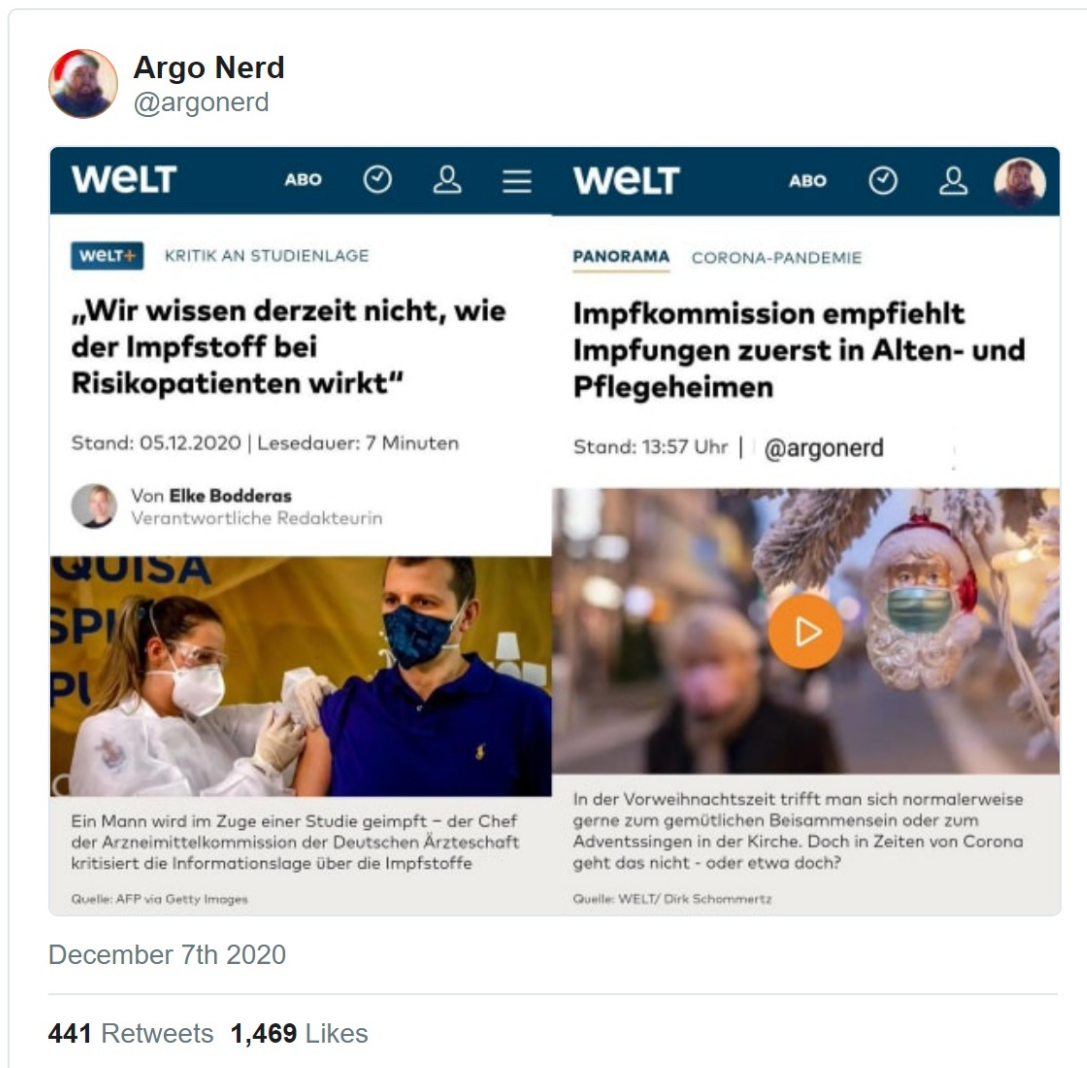 Argo Nerd
@argonerd
WELT ABO
WELT+ KRITIK AN STUDIENLAGE
„Wir wissen derzeit nicht, wie
der Impfstoff bei
Risikopatienten wirkt“
Stand: 05.12.2020 | Lesedauer: 7 Minuten
Von Elke Bodderas
Verantwortliche Redakteurin
QUISA
Ein Mann wird im Zuge einer Studie geimpft – der Chef
der Arzneimittelkommission der Deutschen Ärzteschaft
kritisiert die Informationslage über die Impfstoffe
Quelle: AFP via Getty Images
WELT ABO
PANORAMA CORONA-PANDEMIE
Impfkommission empfiehlt
Impfungen zuerst in Alten- und
Pflegeheimen
Stand: 13:57 Uhr | @argonerd
In der Vorweihnachtszeit trifft man sich normalerweise
gerne zum gemütlichen Beisammensein oder zum
Adventssingen in der Kirche. Doch in Zeiten von Corona
geht das nicht - oder etwa doch?
Quelle: WELT/ Dirk Schommertz
December 7th 2020
441 Retweets 1,469 Likes